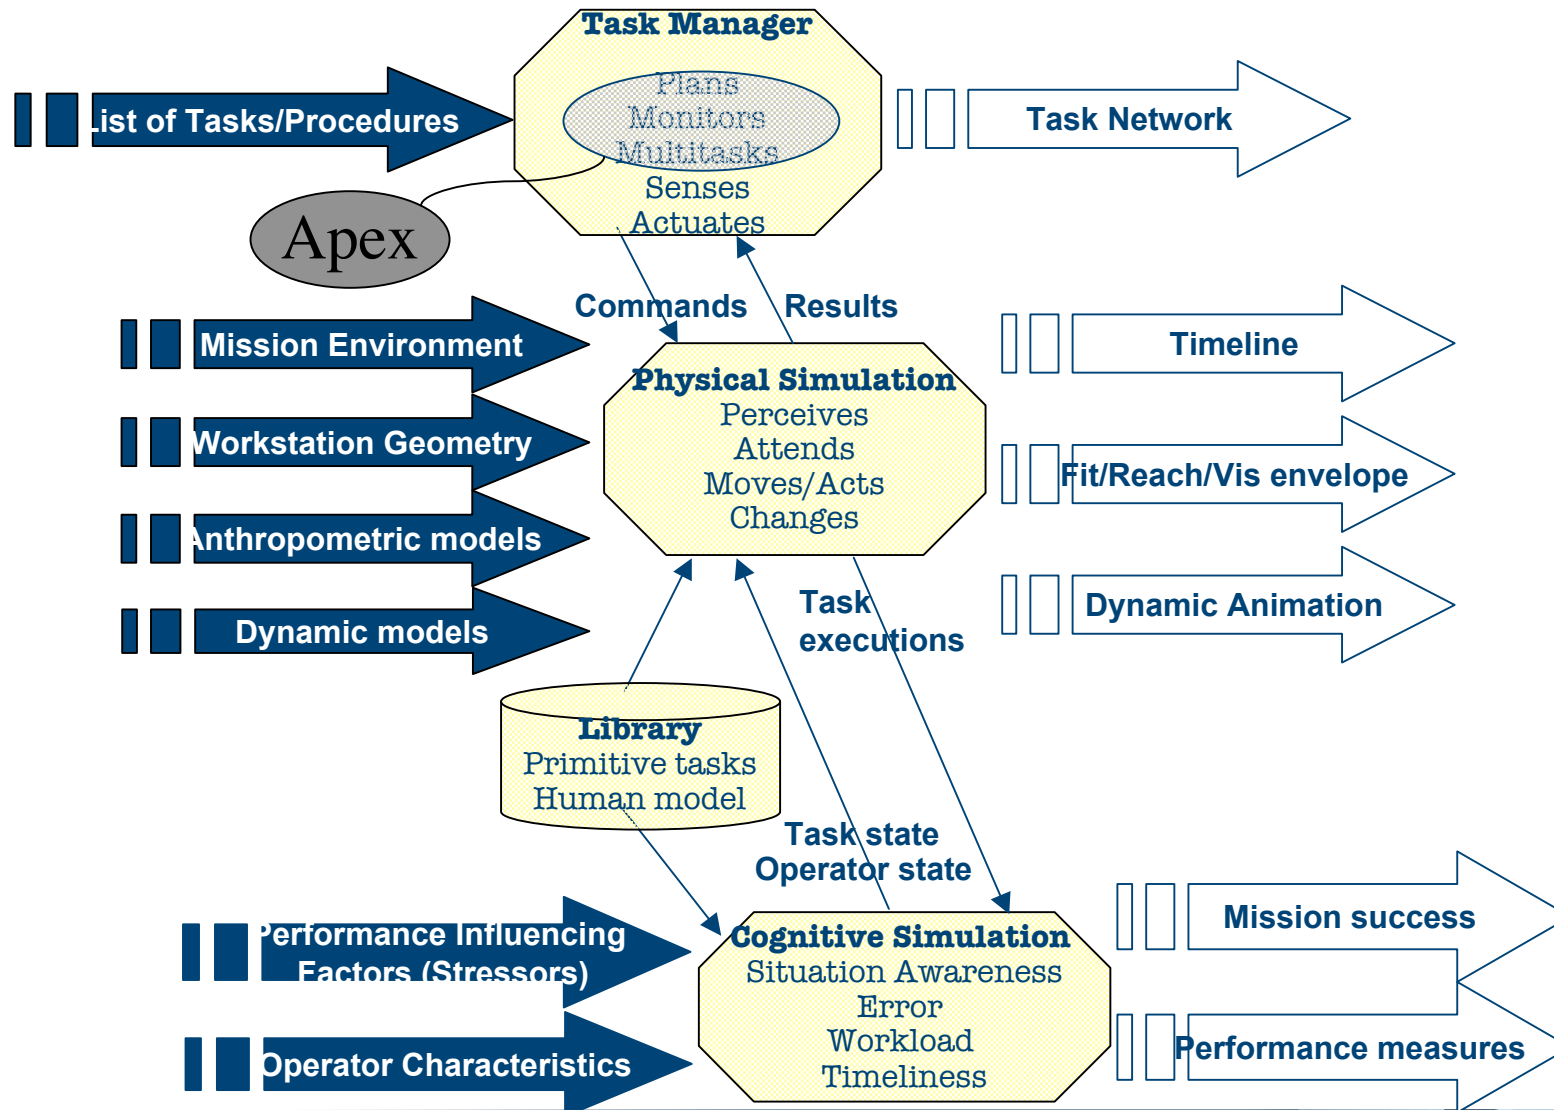 Task Manager
Plans
Monitors
Multitasks
Senses
Actuates
List of Tasks/Procedures
Task Network
Apex
Commands
Results
Mission Environment
Workstation Geometry
Anthropometric models
Dynamic models
Physical Simulation
Perceives
Attends
Moves/Acts
Changes
Timeline
Fit/Reach/Vis envelope
Dynamic Animation
Task
executions
Library
Primitive tasks
Human model
Task state
Operator state
Performance Influencing
Factors (Stressors)
Operator Characteristics
Cognitive Simulation
Situation Awareness
Error
Workload
Timeliness
Mission success
Performance measures